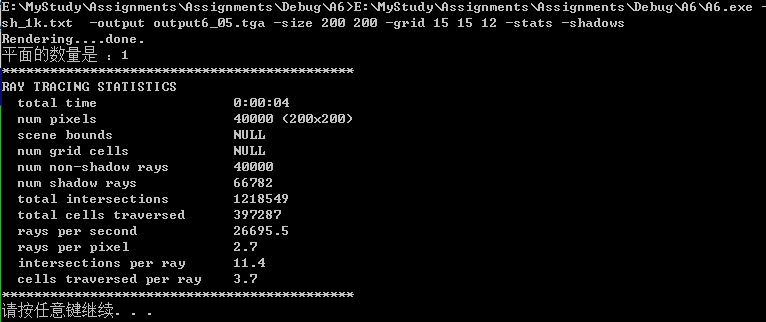 E:\MyStudy\Assignments\Assignments\Debug\A6>E:\MyStudy\Assignments\Assignments\Debug\A6\A6.exe -
sh_1k.txt  -output output6_05.tga -size 200 200 -grid 15 15 12 -stats -shadows
Rendering....done.
平面的数量是 ：1
********************************************
RAY TRACING STATISTICS
  total time                 0:00:04
  num pixels                 40000 (200x200)
  scene bounds               NULL
  num grid cells             NULL
  num non-shadow rays        40000
  num shadow rays            66782
  total intersections        1218549
  total cells traversed      397287
  rays per second            26695.5
  rays per pixel             2.7
  intersections per ray      11.4
  cells traversed per ray    3.7
********************************************
请按任意键继续. . .